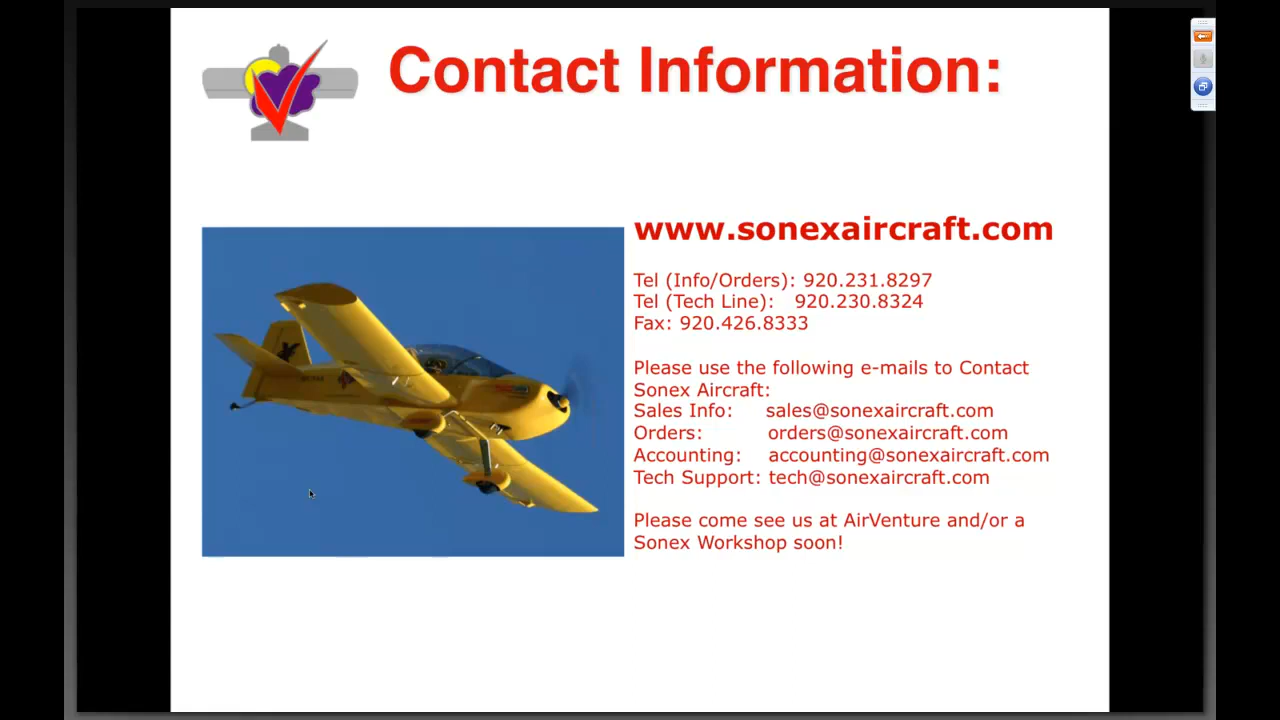 Contact Information:
www.sonexaircraft.com
Tel (Info/Orders): 920.231.8297
Tel (Tech Line): 920.230.8324
Fax: 920.426.8333
Please use the following e-mails to Contact
Sonex Aircraft:
Sales Info: sales@sonexaircraft.com
Orders: orders@sonexaircraft.com
Accounting: accounting@sonexaircraft.com
Tech Support: tech@sonexaircraft.com
Please come see us at AirVenture and/or a
Sonex Workshop soon!